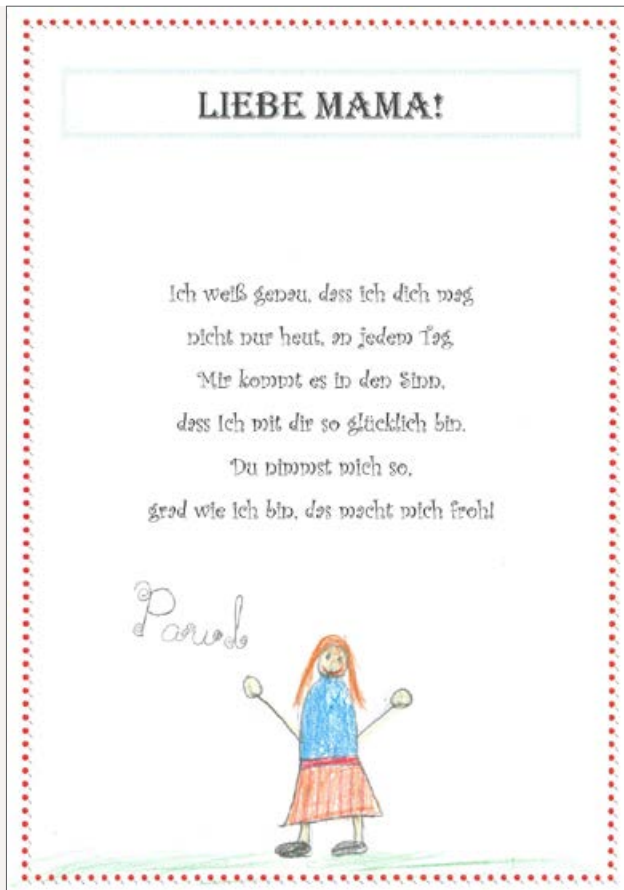 LIEBE MAMA!
Ich weiß genau, dass ich dich mag
nicht nur heut, an jedem Tag.
Mir kommt es in den Sinn,
dass Ich mit dir so glücklich bin.
Du nimmst mich so,
grad wie ich bin, das macht mich froh!